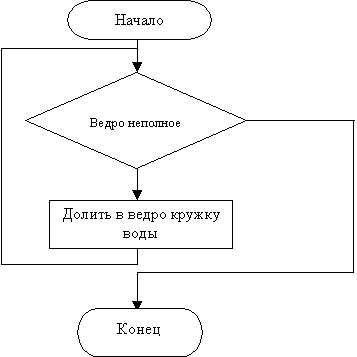 Начало
Ведро неполное
Долить в ведро кружку
воды
Конец